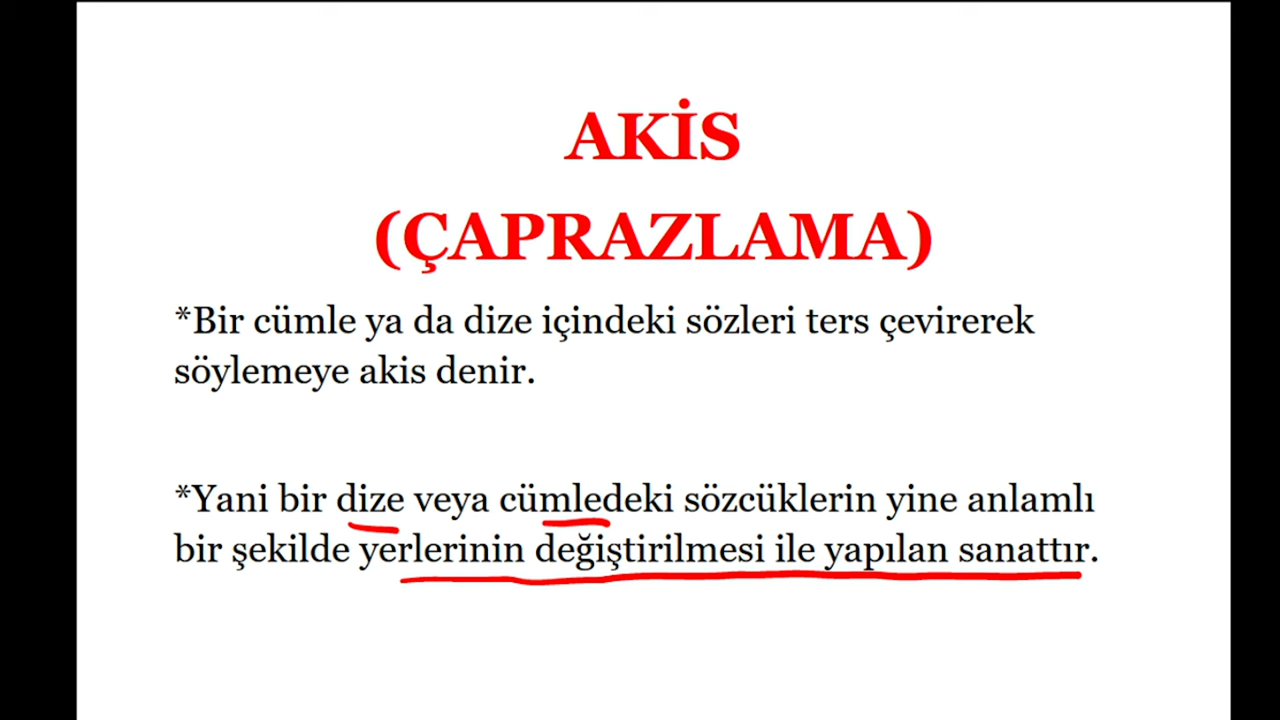 AKİS
(ÇAPRAZLAMA)
*Bir cümle ya da dize içindeki sözleri ters çevirerek
söylemeye akis denir.
*Yani bir dize veya cümledeki sözcüklerin yine anlamlı
bir şekilde yerlerinin değiştirilmesi ile yapılan sanattır.